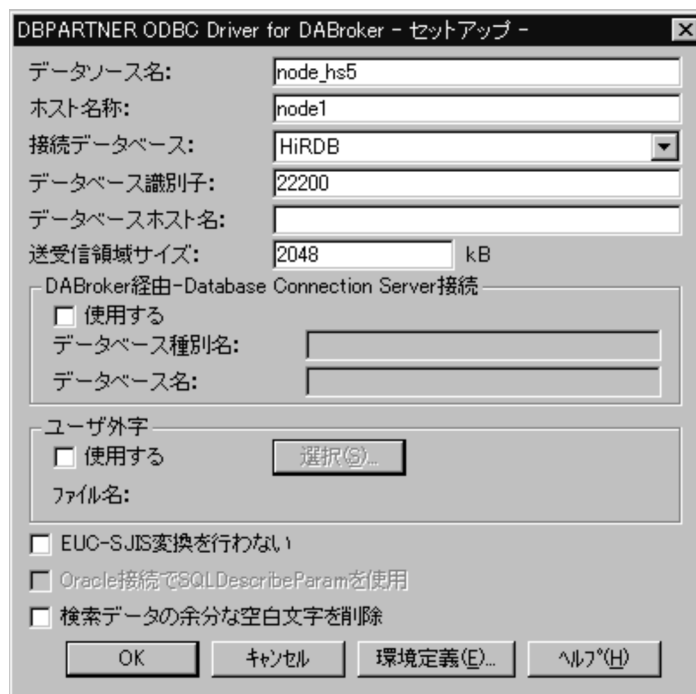 DBPARTNER ODBC Driver for DABroker - セットアップ -
データソース名: node_hs5
ホスト名称: node1
接続データベース: HiRDB
データベース識別子: 22200
データベースホスト名:
送受信領域サイズ: 2048 kB
DABroker経由-Database Connection Server接続
使用する
データベース種別名:
データベース名:
ユーザ外字
使用する 選択(S)...
ファイル名:
EUC-SJIS変換を行わない
Oracle接続でSQLDescribeParamを使用
検索データの余分な空白文字を削除
OK キャンセル 環境定義(E)... ヘルプ(H)